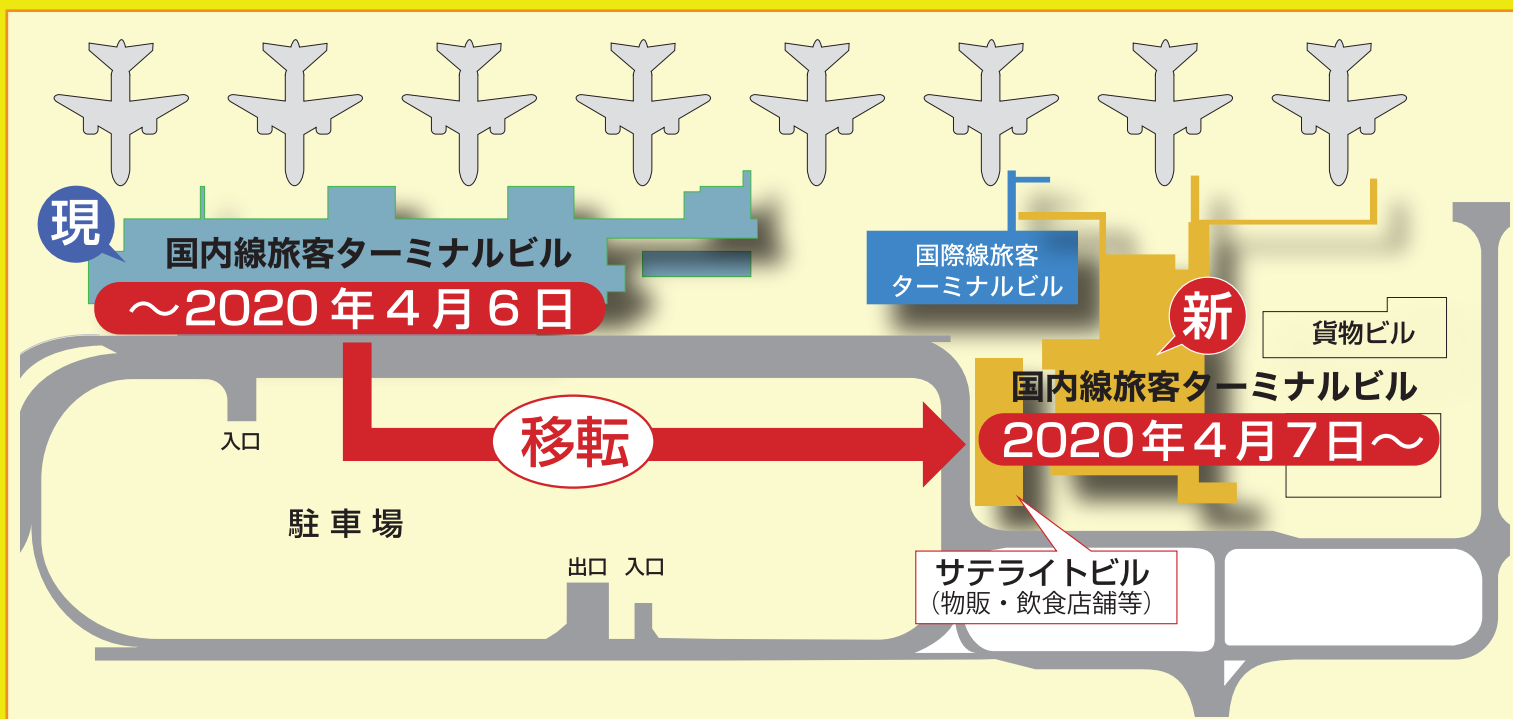 現
国内線旅客ターミナルビル
～2020年4月6日
国際線旅客
ターミナルビル
新
貨物ビル
国内線旅客ターミナルビル
2020年4月7日～
移転
入口
駐車場
出口 入口
サテライトビル
（物販・飲食店舗等）